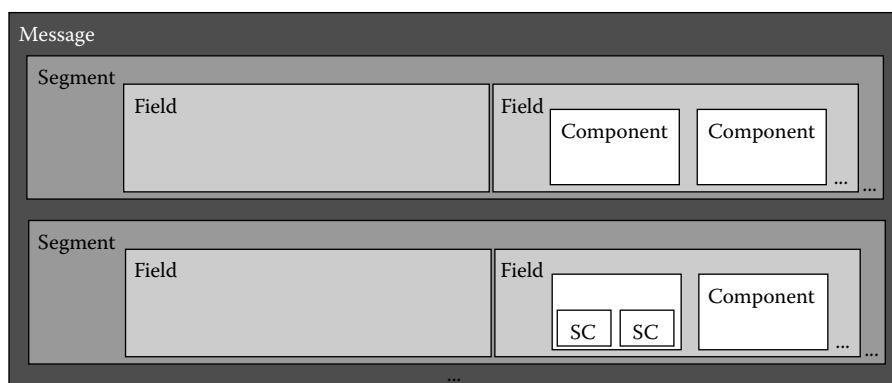 Message
Segment
Field
Field
Component
Component
...
...
Segment
Field
Field
Component
SC
SC
...
...
...